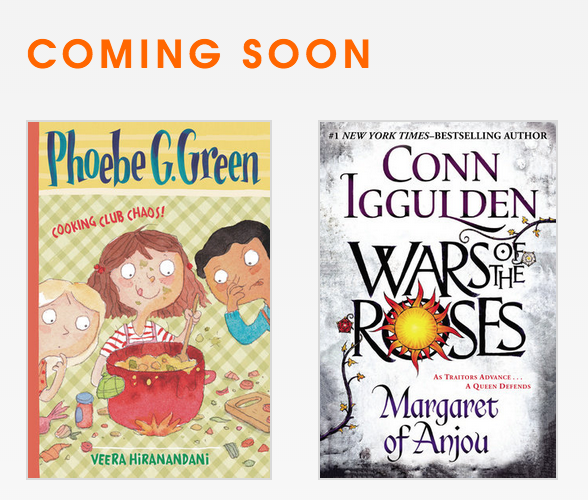 COMING SOON
Phoebe G. Green
COOKING CLUB CHAOS!
VEERA HIRANANDANI
#1 NEW YORK TIMES–BESTSELLING AUTHOR
CONN
IGGULDEN
WARS OF
THE
ROSES
AS TRAITORS ADVANCE . . .
A QUEEN DEFENDS
Margaret
of Anjou